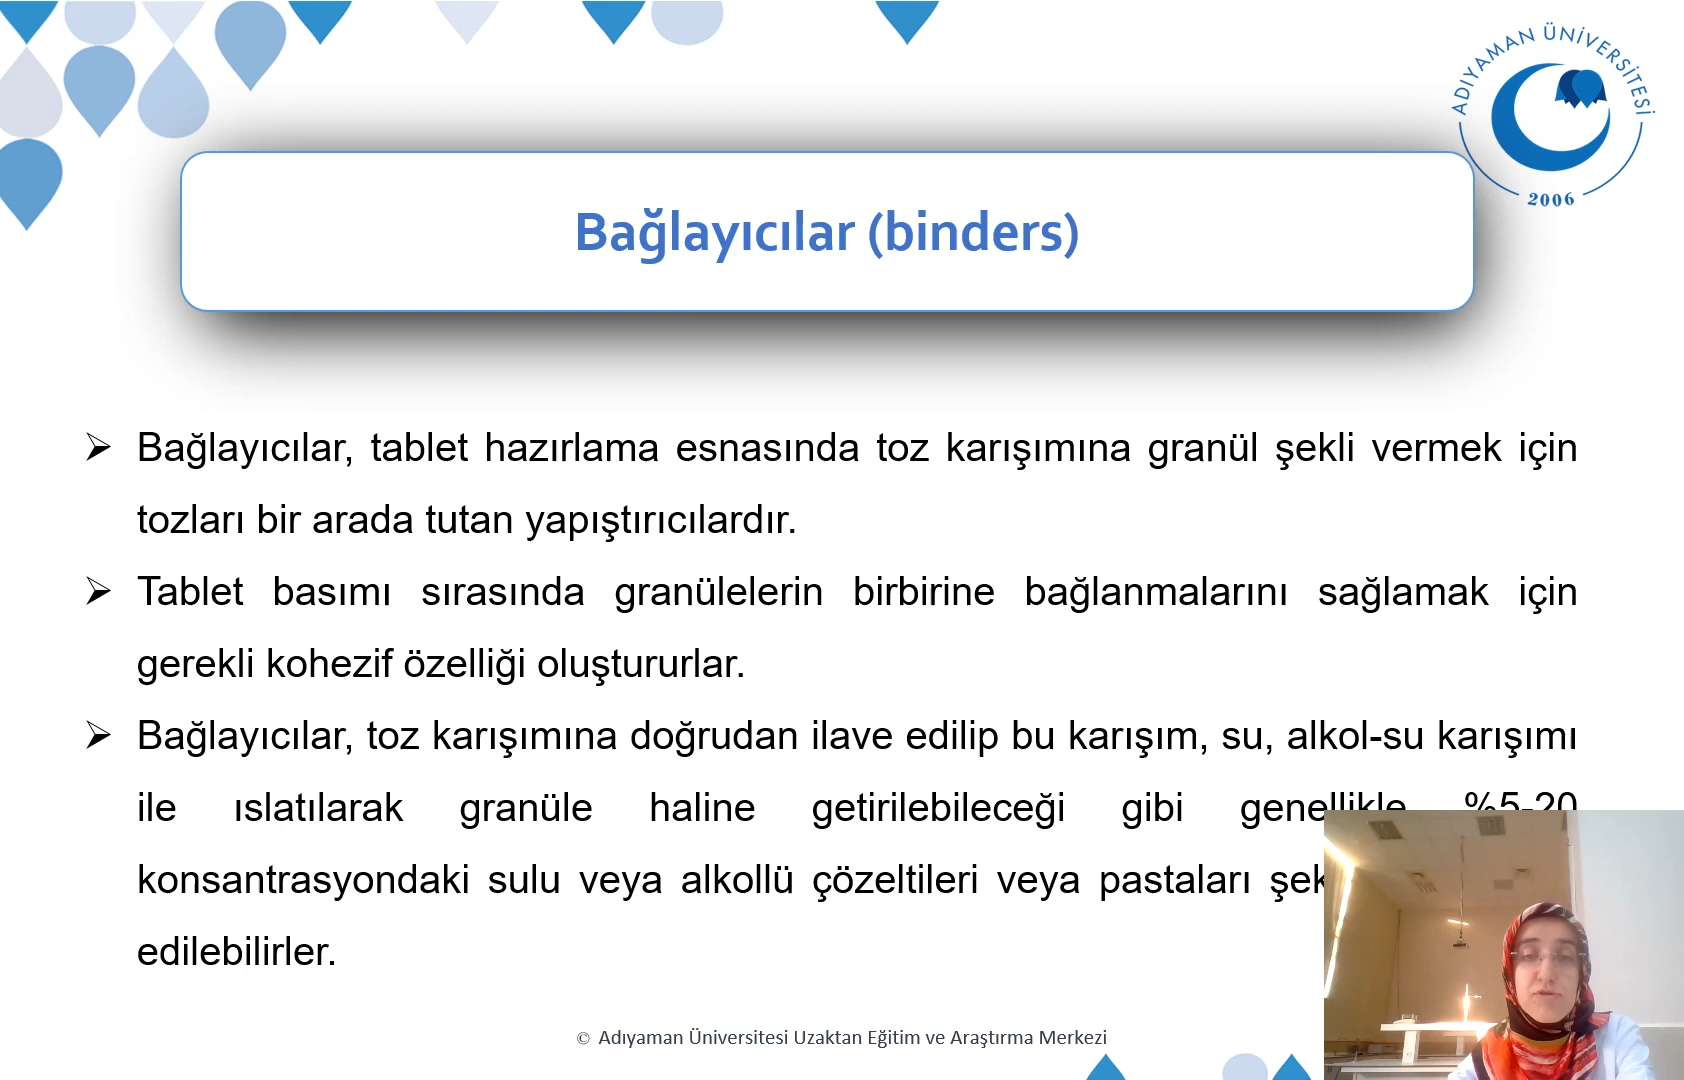 ADIYAMAN ÜNİVERSİTESİ
2006
Bağlayıcılar (binders)
Bağlayıcılar, tablet hazırlama esnasında toz karışımına granül şekli vermek için
tozları bir arada tutan yapıştırıcılardır.
Tablet basımı sırasında granülelerin birbirine bağlanmalarını sağlamak için
gerekli kohezif özelliği oluştururlar.
Bağlayıcılar, toz karışımına doğrudan ilave edilip bu karışım, su, alkol-su karışımı
ile ıslatılarak granüle haline getirilebileceği gibi genellikle %5-20
konsantrasyondaki sulu veya alkollü çözeltileri veya pastaları
edilebilirler.
© Adıyaman Üniversitesi Uzaktan Eğitim ve Araştırma Merkezi